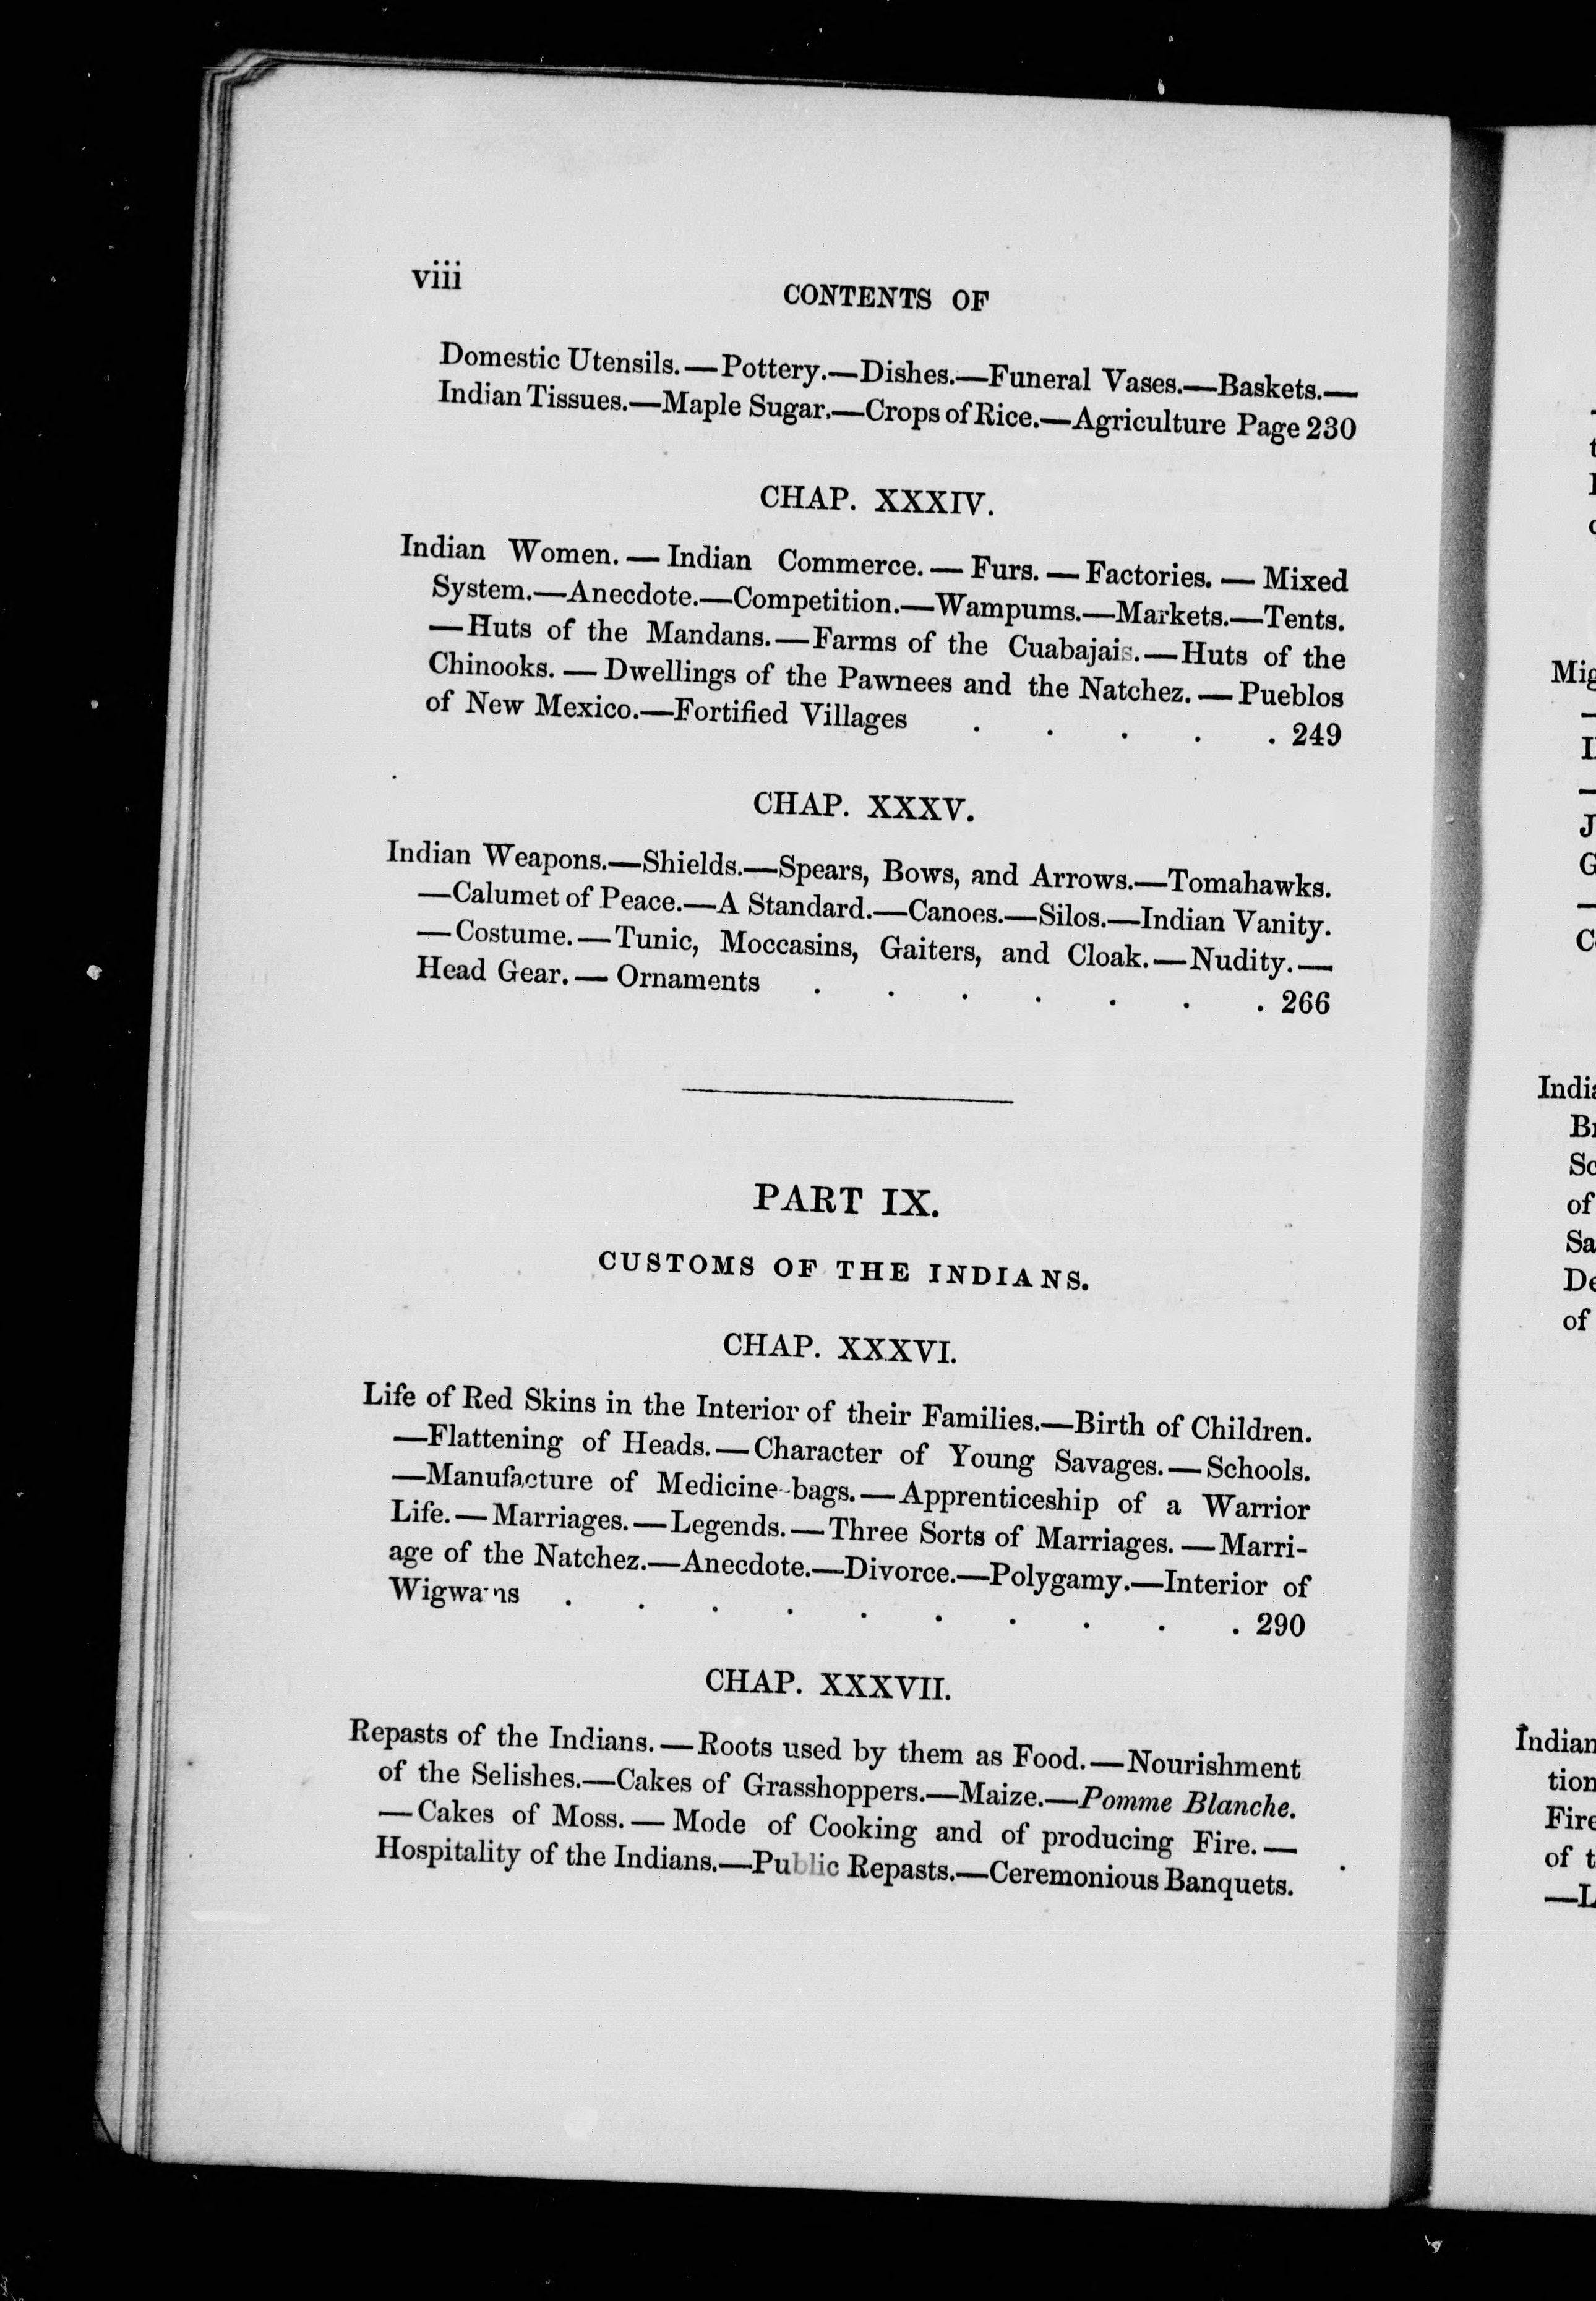 viii
CONTENTS OF
Domestic Utensils.—Pottery.—Dishes.—Funeral Vases.—Baskets.—
Indian Tissues.—Maple Sugar.—Crops of Rice.—Agriculture Page 230
CHAP. XXXIV.
Indian Women. — Indian Commerce. — Furs. — Factories. — Mixed
System.—Anecdote.—Competition.—Wampums.—Markets.—Tents.
—Huts of the Mandans.—Farms of the Cuabajais.—Huts of the
Chinooks. — Dwellings of the Pawnees and the Natchez. — Pueblos
of New Mexico.—Fortified Villages . . . . . 249
CHAP. XXXV.
Indian Weapons.—Shields.—Spears, Bows, and Arrows.—Tomahawks.
—Calumet of Peace.—A Standard.—Canoes.—Silos.—Indian Vanity.
—Costume.—Tunic, Moccasins, Gaiters, and Cloak.—Nudity.—
Head Gear. — Ornaments . . . . . . . 266
PART IX.
CUSTOMS OF THE INDIANS.
CHAP. XXXVI.
Life of Red Skins in the Interior of their Families.—Birth of Children.
—Flattening of Heads.—Character of Young Savages.—Schools.
—Manufacture of Medicine-bags.—Apprenticeship of a Warrior
Life.—Marriages.—Legends.—Three Sorts of Marriages.—Marri-
age of the Natchez.—Anecdote.—Divorce.—Polygamy.—Interior of
Wigwams . . . . . . . . . . 290
CHAP. XXXVII.
Repasts of the Indians.—Roots used by them as Food.—Nourishment
of the Selishes.—Cakes of Grasshoppers.—Maize.—Pomme Blanche.
—Cakes of Moss.—Mode of Cooking and of producing Fire.—
Hospitality of the Indians.—Public Repasts.—Ceremonious Banquets.